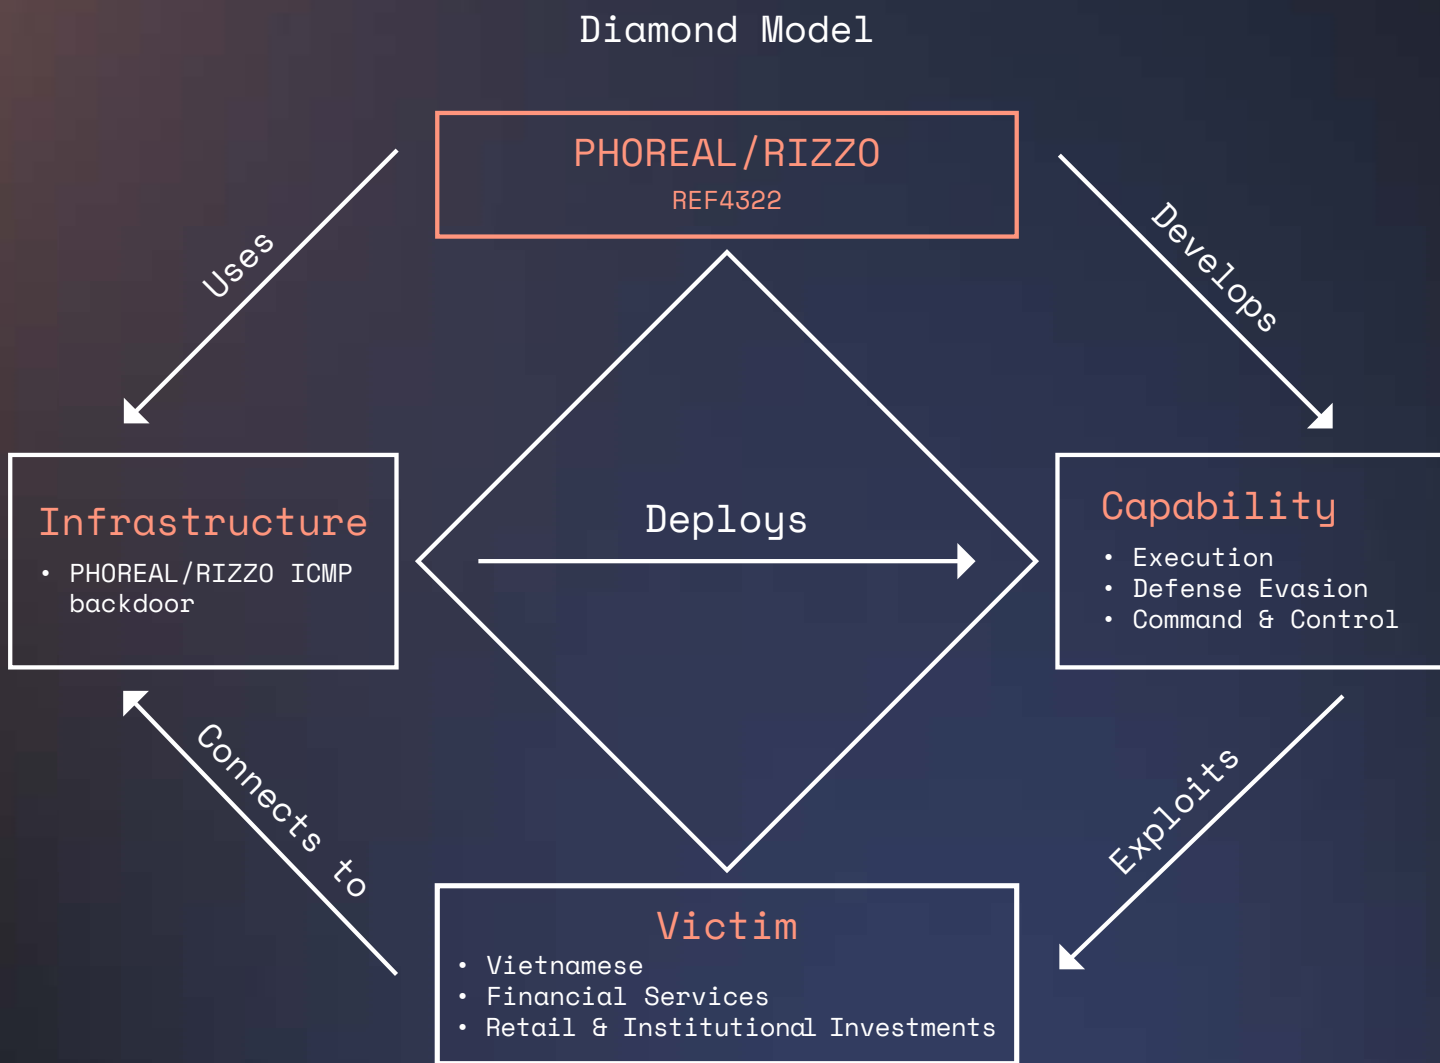 Diamond Model
PHOREAL/RIZZO
REF4322
Uses
Develops
Infrastructure
• PHOREAL/RIZZO ICMP
backdoor
Deploys
Capability
• Execution
• Defense Evasion
• Command & Control
Connects to
Exploits
Victim
• Vietnamese
• Financial Services
• Retail & Institutional Investments